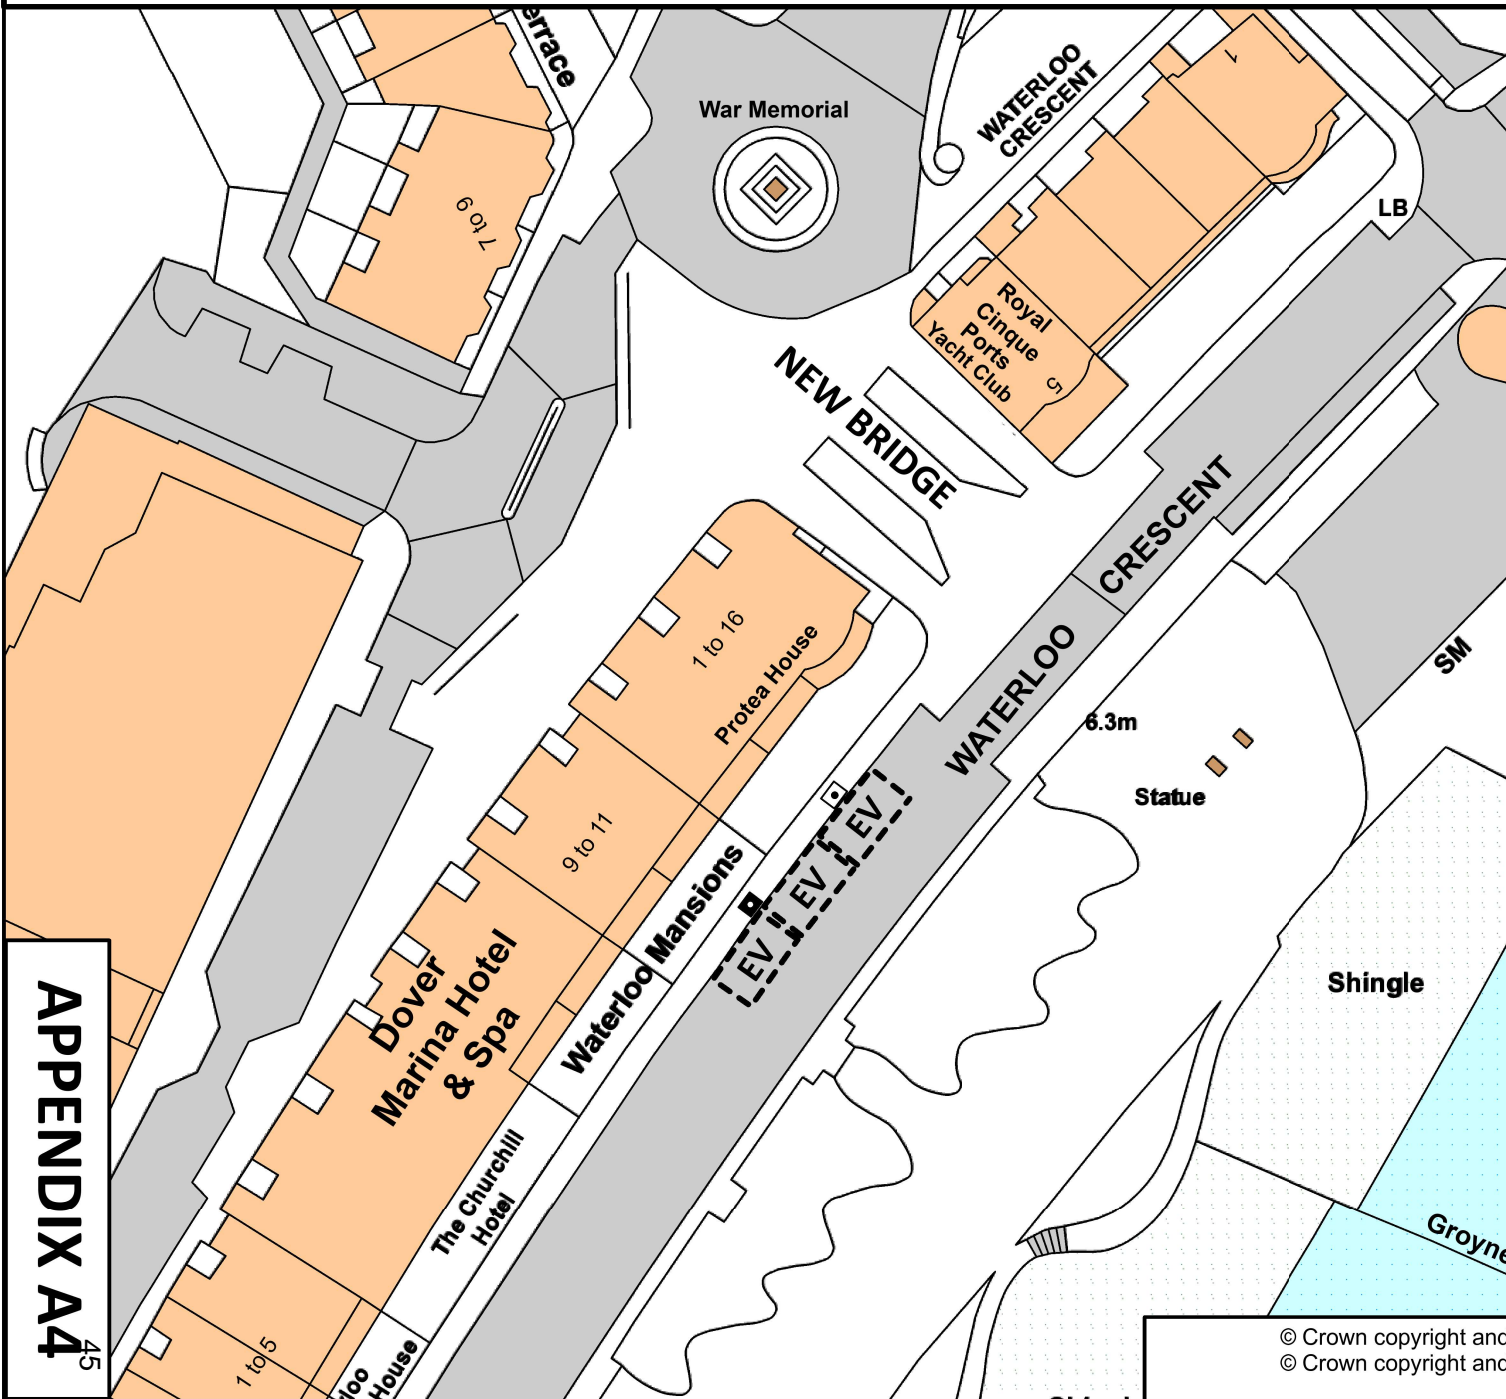 War Memorial
WATERLOO
CRESCENT
1
LB
7 to 9
Royal
Cinque
Ports
Yacht Club
5
NEW BRIDGE
CRESCENT
WATERLOO
SM
1 to 16
Protea House
6.3m
Statue
EV
EV
EV
9 to 11
Waterloo Mansions
Dover
Marina Hotel
& Spa
Shingle
The Churchill
Hotel
Groyne
1 to 5
House
APPENDIX A4
45
© Crown copyright and
© Crown copyright and